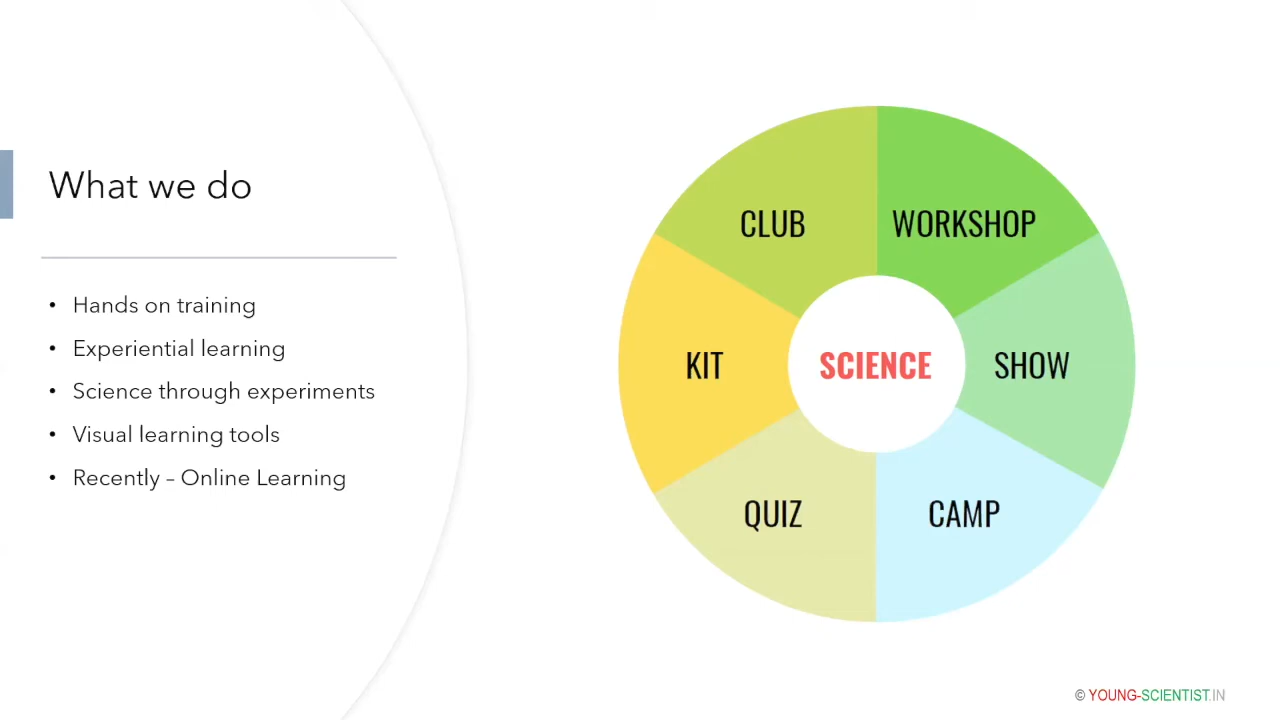 What we do
• Hands on training
• Experiential learning
• Science through experiments
• Visual learning tools
• Recently – Online Learning
CLUB
WORKSHOP
KIT
SCIENCE
SHOW
QUIZ
CAMP
© YOUNG-SCIENTIST.IN